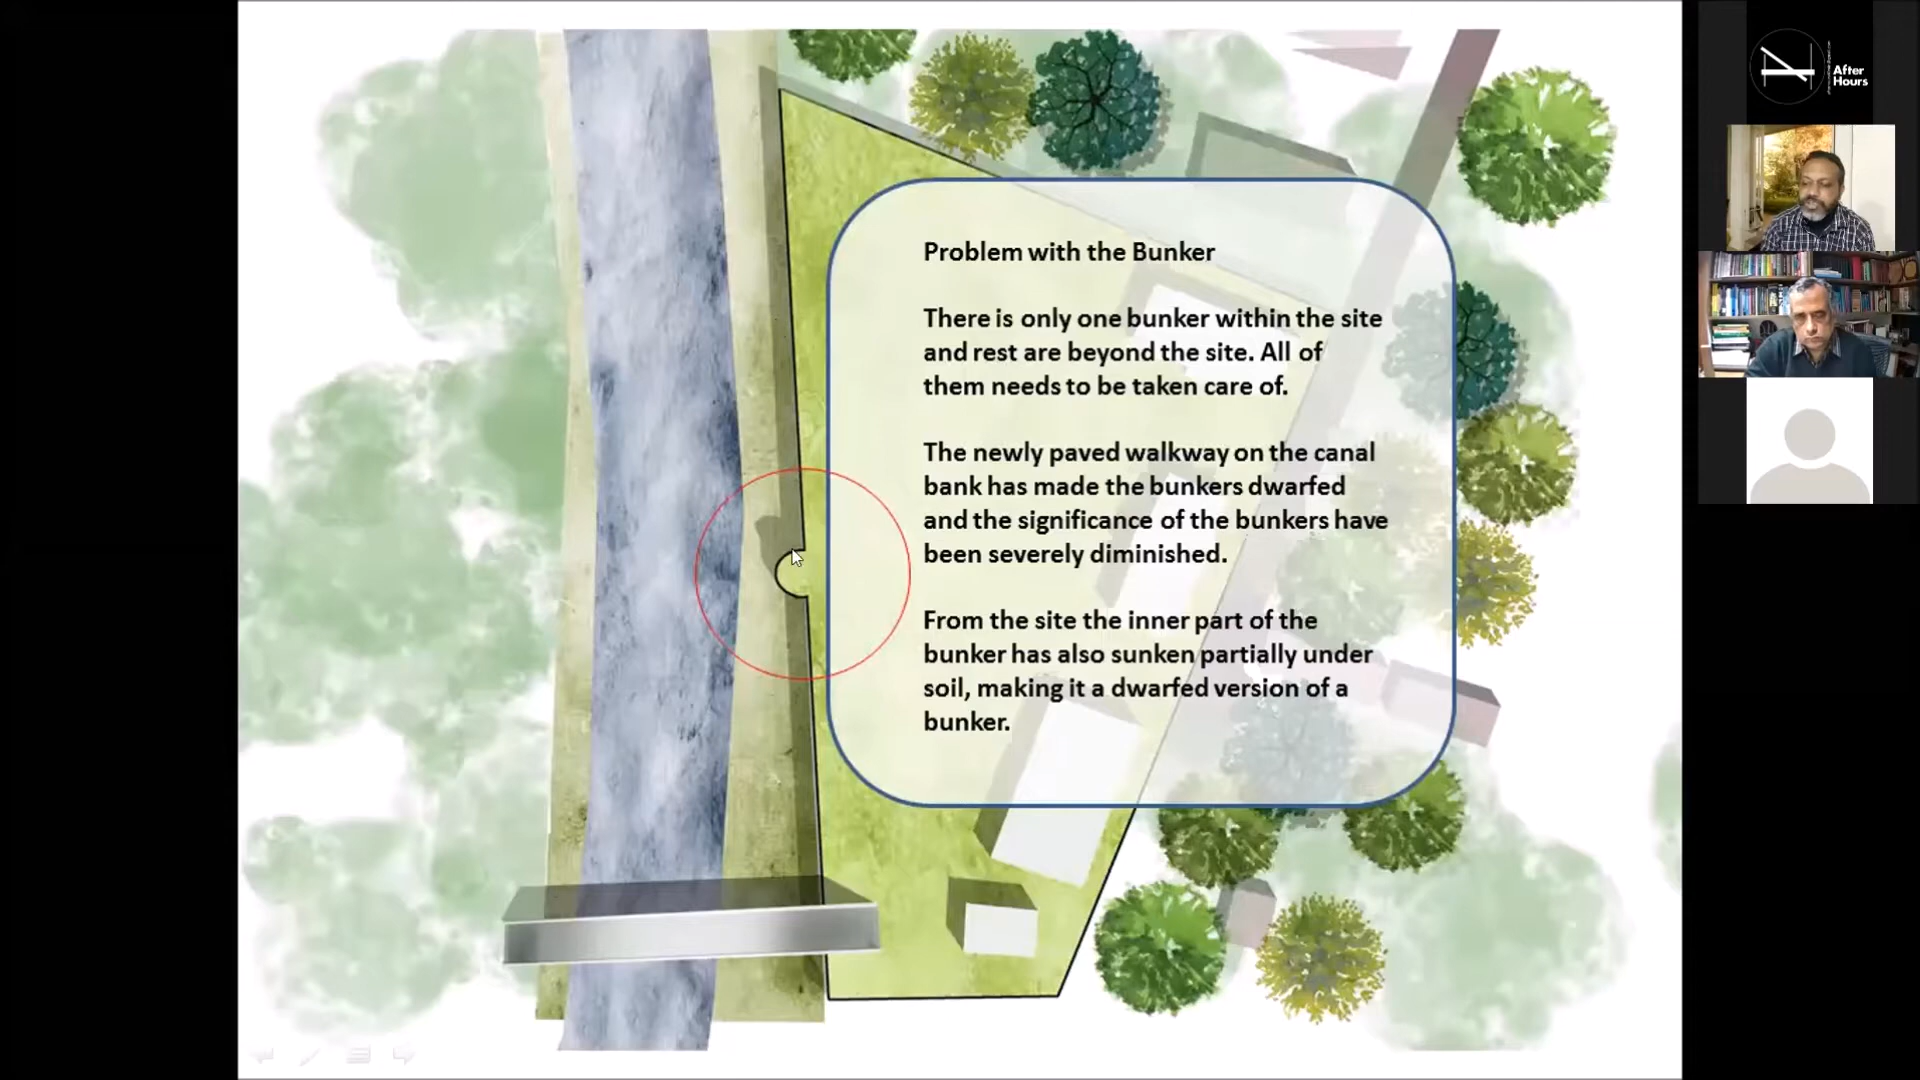 Problem with the Bunker
There is only one bunker within the site
and rest are beyond the site. All of
them needs to be taken care of.
The newly paved walkway on the canal
bank has made the bunkers dwarfed
and the significance of the bunkers have
been severely diminished.
From the site the inner part of the
bunker has also sunken partially under
soil, making it a dwarfed version of a
bunker.
After
Hours